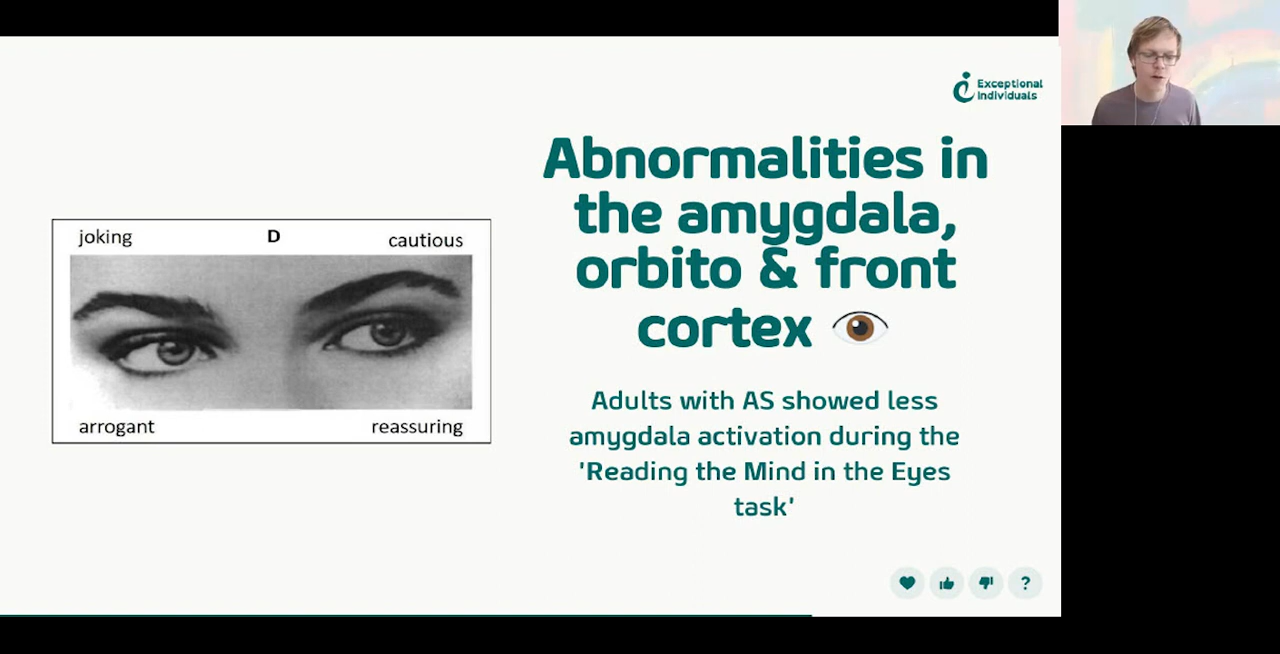 Exceptional
Individuals
Abnormalities in
the amygdala,
orbito & front
cortex
joking D cautious
arrogant reassuring
Adults with AS showed less
amygdala activation during the
'Reading the Mind in the Eyes
task'
?